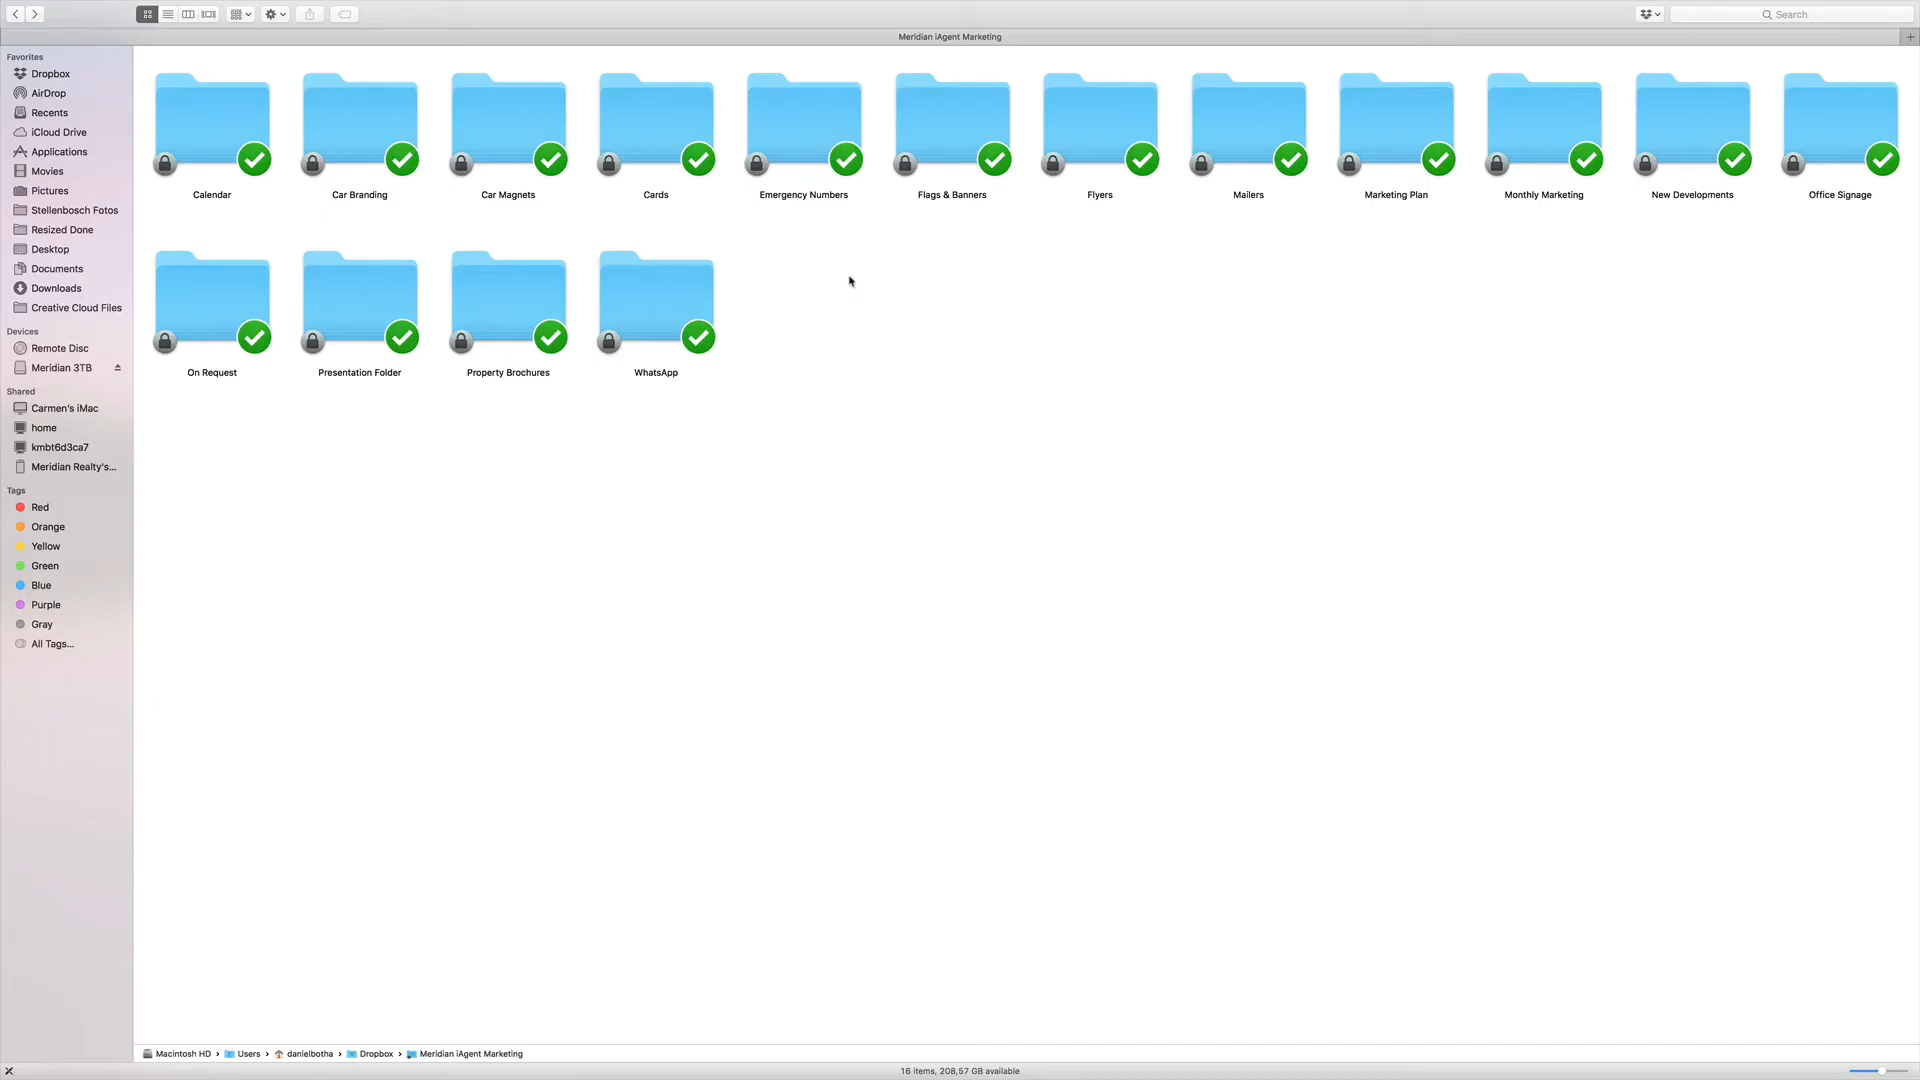 Search
Meridian iAgent Marketing
Favorites
Dropbox
AirDrop
Recents
iCloud Drive
Applications
Movies
Pictures
Stellenbosch Fotos
Resized Done
Desktop
Documents
Downloads
Creative Cloud Files
Devices
Remote Disc
Meridian 3TB
Shared
Carmen's iMac
home
kmbt6d3ca7
Meridian Realty's...
Tags
Red
Orange
Yellow
Green
Blue
Purple
Gray
All Tags...
Calendar
Car Branding
Car Magnets
Cards
Emergency Numbers
Flags & Banners
Flyers
Mailers
Marketing Plan
Monthly Marketing
New Developments
Office Signage
On Request
Presentation Folder
Property Brochures
WhatsApp
Macintosh HD › Users › danielbotha › Dropbox › Meridian iAgent Marketing
16 items, 208,57 GB available